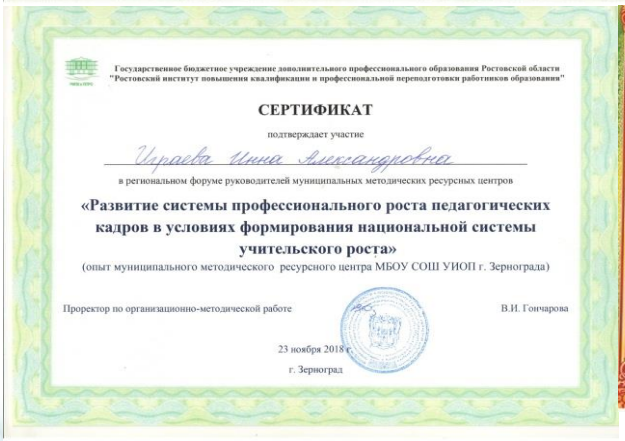 Государственное бюджетное учреждение дополнительного профессионального образования Ростовской области
"Ростовский институт повышения квалификации и профессиональной переподготовки работников образования"
СЕРТИФИКАТ
подтверждает участие
Играева Инна Александровна
в региональном форуме руководителей муниципальных методических ресурсных центров
«Развитие системы профессионального роста педагогических
кадров в условиях формирования национальной системы
учительского роста»
(опыт муниципального методического ресурсного центра МБОУ СОШ УИОП г. Зернограда)
Проректор по организационно-методической работе
В.И. Гончарова
23 ноября 2018 г.
г. Зерноград